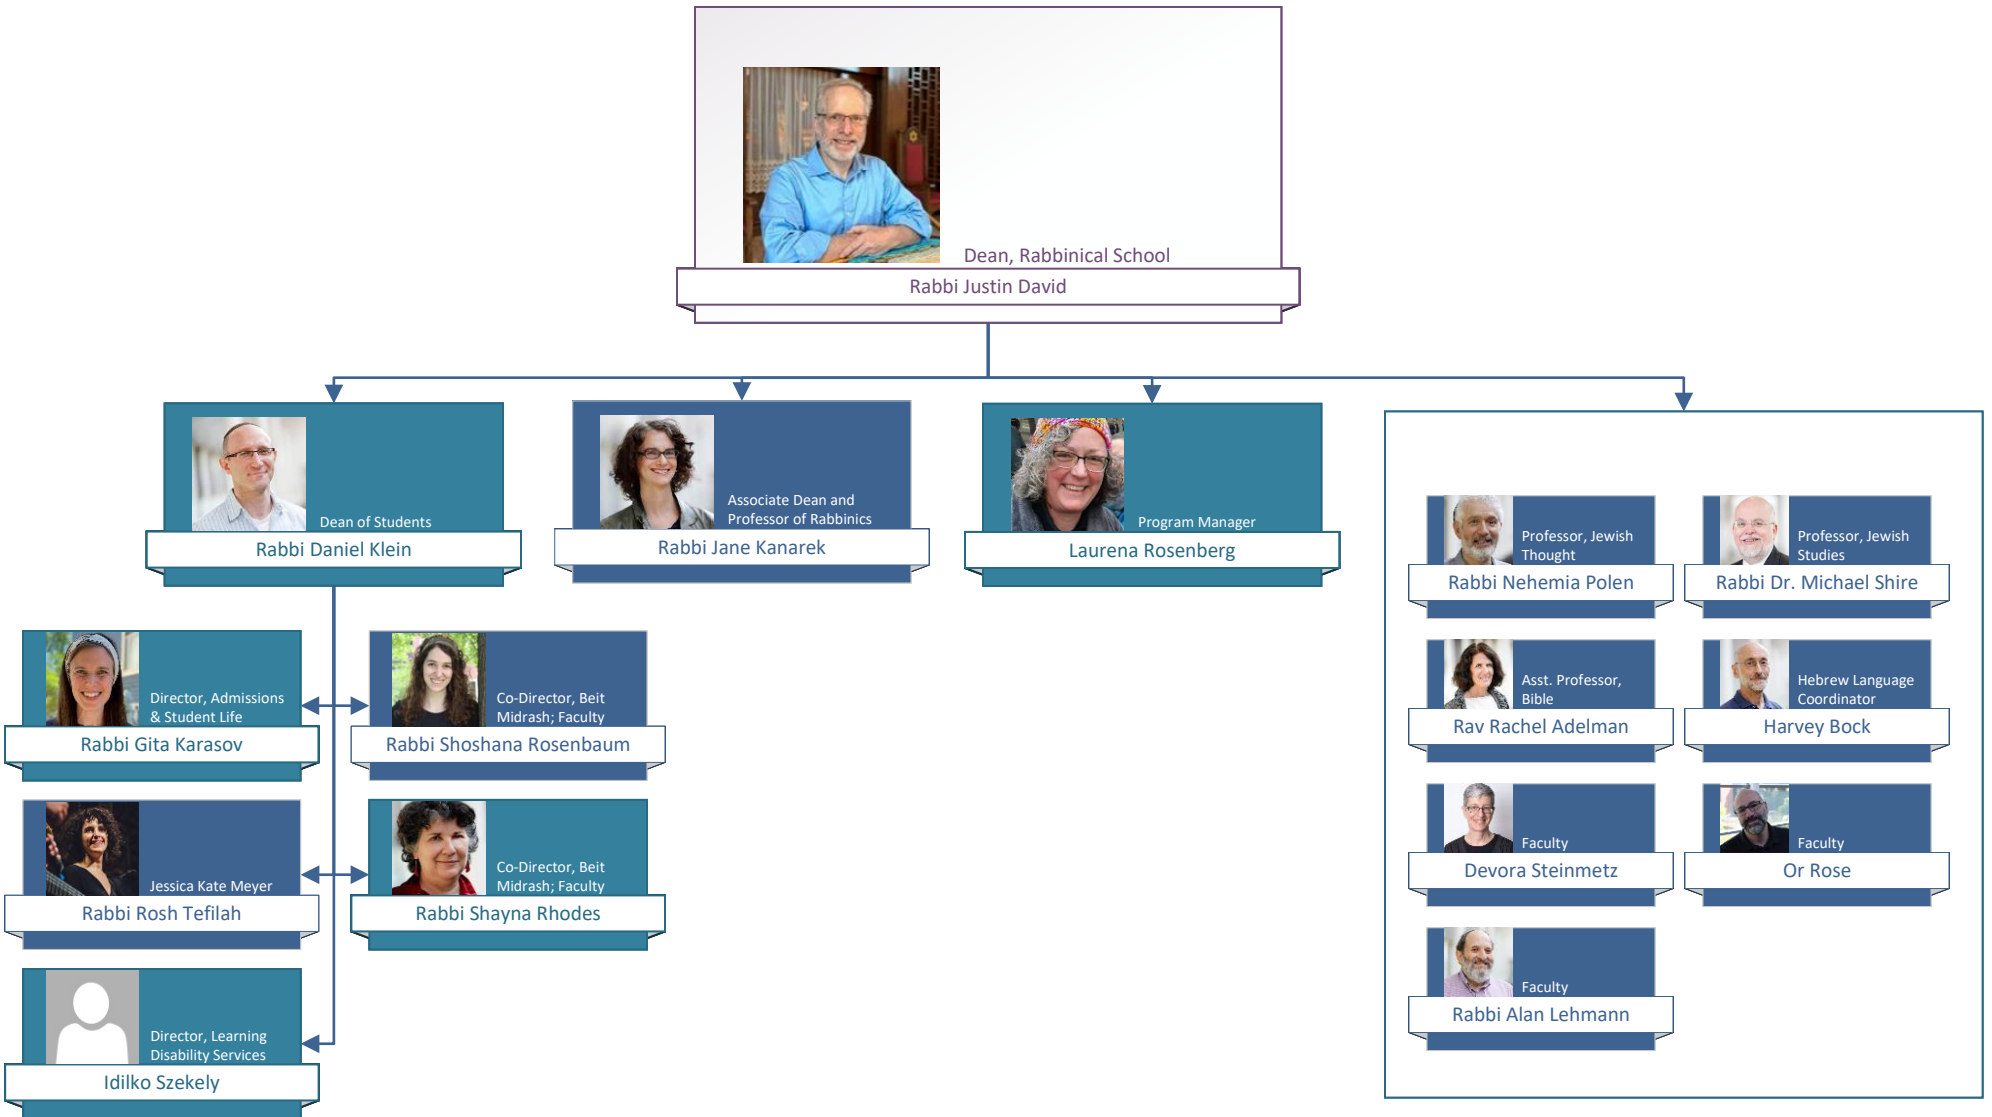 Dean, Rabbinical School
Rabbi Justin David
Dean of Students
Rabbi Daniel Klein
Associate Dean and
Professor of Rabbinics
Rabbi Jane Kanarek
Program Manager
Laurena Rosenberg
Director, Admissions
& Student Life
Rabbi Gita Karasov
Co-Director, Beit
Midrash; Faculty
Rabbi Shoshana Rosenbaum
Jessica Kate Meyer
Rabbi Rosh Tefilah
Co-Director, Beit
Midrash; Faculty
Rabbi Shayna Rhodes
Director, Learning
Disability Services
Idilko Szekely
Professor, Jewish
Thought
Rabbi Nehemia Polen
Professor, Jewish
Studies
Rabbi Dr. Michael Shire
Asst. Professor,
Bible
Rav Rachel Adelman
Hebrew Language
Coordinator
Harvey Bock
Faculty
Devora Steinmetz
Faculty
Or Rose
Faculty
Rabbi Alan Lehmann